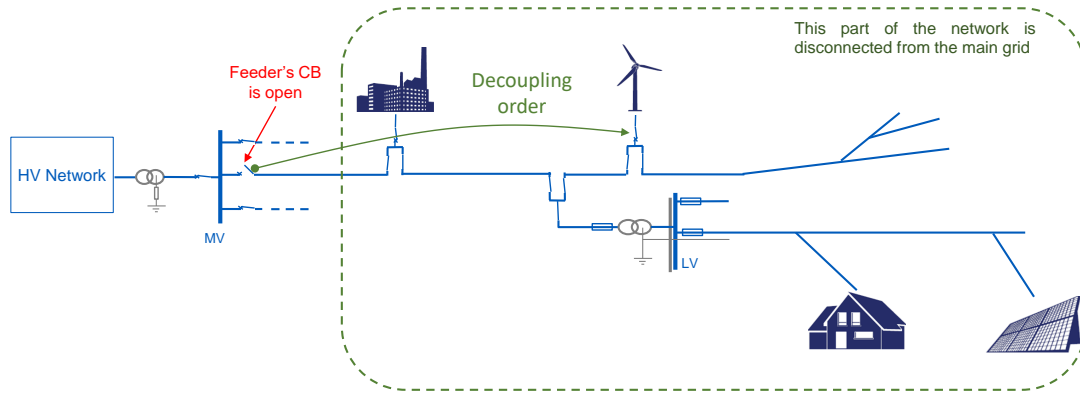 This part of the network is
disconnected from the main grid
Feeder's CB
is open
Decoupling
order
HV Network
MV
LV